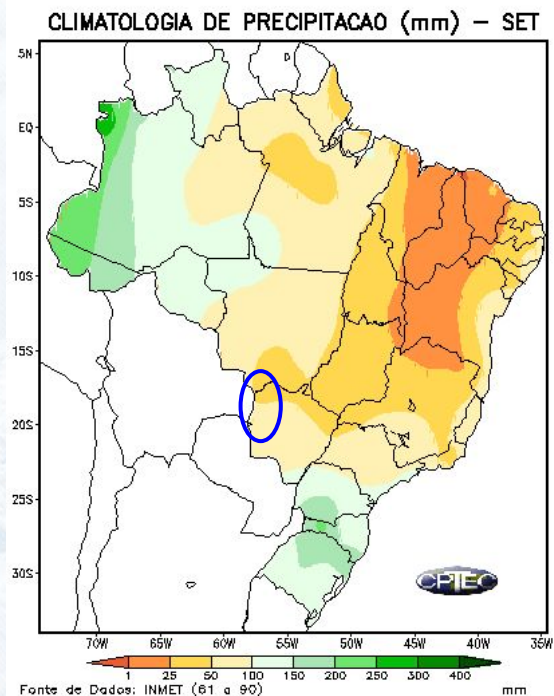 CLIMATOLOGIA DE PRECIPITACAO (mm) – SET
5N
EQ
5S
10S
15S
20S
25S
30S
CPTEC
70W 65W 60W 55W 50W 45W 40W 35W
1 25 50 100 150 200 250 300 400
Fonte de Dados: INMET (61 a 90) mm